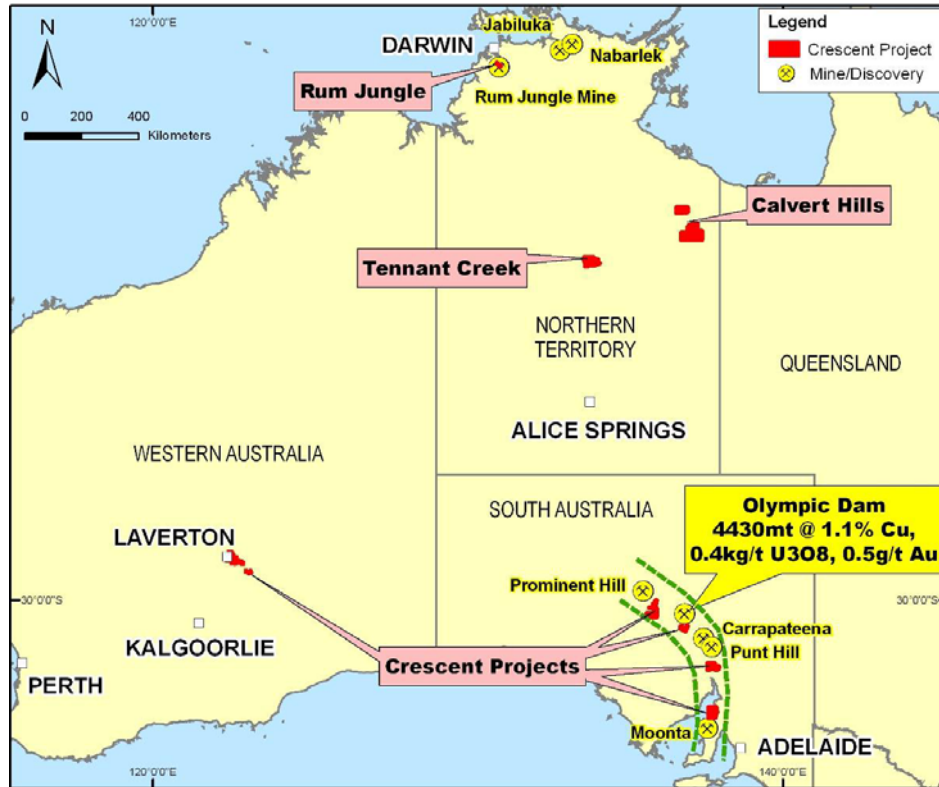 120°0'0"E
140°0'0"E
N
0 200 400
Kilometers
Legend
Crescent Project
Mine/Discovery
Jabiluka
DARWIN
Nabarlek
Rum Jungle
Rum Jungle Mine
Calvert Hills
Tennant Creek
NORTHERN
TERRITORY
QUEENSLAND
ALICE SPRINGS
WESTERN AUSTRALIA
SOUTH AUSTRALIA
Olympic Dam
4430mt @ 1.1% Cu,
0.4kg/t U3O8, 0.5g/t Au
LAVERTON
Prominent Hill
30°0'0"S
30°0'0"S
Carrapateena
KALGOORLIE
Punt Hill
Crescent Projects
PERTH
Moonta
ADELAIDE
120°0'0"E
140°0'0"E